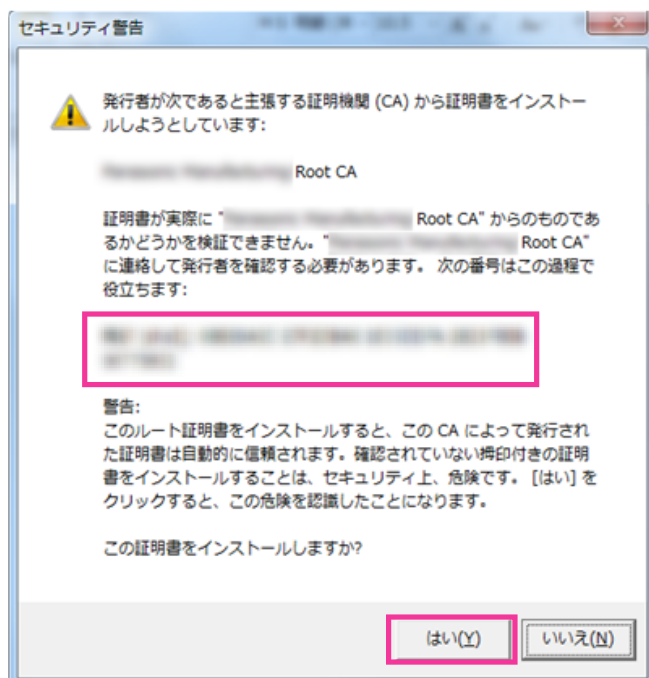 セキュリティ警告
発行者が次であると主張する証明機関 (CA) から証明書をインストー
ルしようとしています:
Root CA
証明書が実際に " Root CA" からのものであ
るかどうかを検証できません。" Root CA"
に連絡して発行者を確認する必要があります。 次の番号はこの過程で
役立ちます:
警告:
このルート証明書をインストールすると、この CA によって発行され
た証明書は自動的に信頼されます。確認されていない拇印付きの証明
書をインストールすることは、セキュリティ上、危険です。 [はい] を
クリックすると、この危険を認識したことになります。
この証明書をインストールしますか?
はい(Y)
いいえ(N)